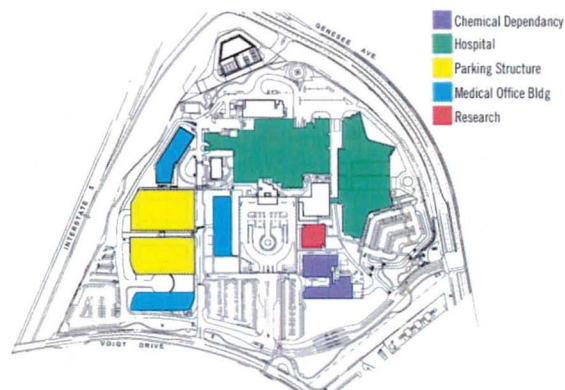 GENESEE AVE.
Chemical Dependancy
Hospital
Parking Structure
Medical Office Bldg
Research
INTERSTATE 5
VOIGT DRIVE